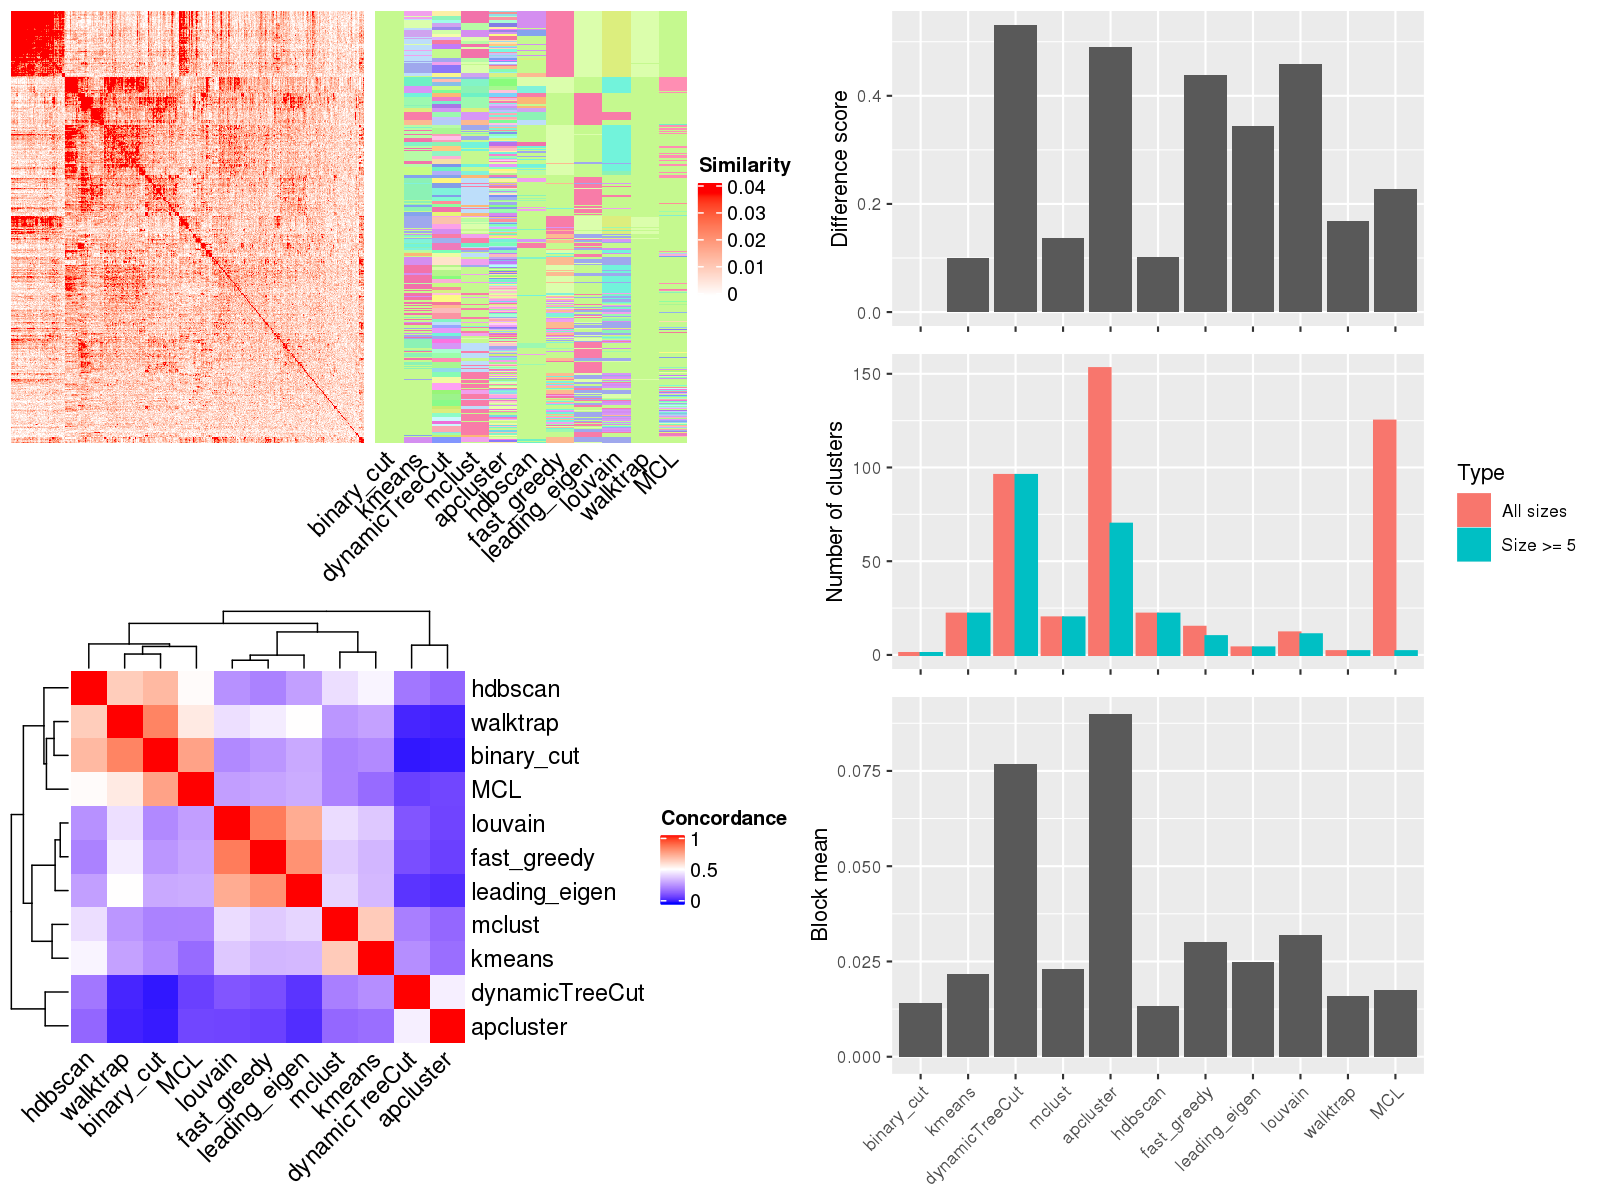 Similarity
0.04
0.03
0.02
0.01
0
binary_cut
kmeans
dynamicTreeCut
mclust
apcluster
hdbscan
fast_greedy
leading_eigen
louvain
walktrap
MCL
hdbscan
walktrap
binary_cut
MCL
louvain
fast_greedy
leading_eigen
mclust
kmeans
dynamicTreeCut
apcluster
hdbscan
walktrap
binary_cut
MCL
louvain
fast_greedy
leading_eigen
mclust
kmeans
dynamicTreeCut
apcluster
Concordance
1
0.5
0
Difference score
0.4
0.2
0.0
Number of clusters
150
100
50
0
Type
All sizes
Size >= 5
Block mean
0.075
0.050
0.025
0.000
binary_cut
kmeans
dynamicTreeCut
mclust
apcluster
hdbscan
fast_greedy
leading_eigen
louvain
walktrap
MCL